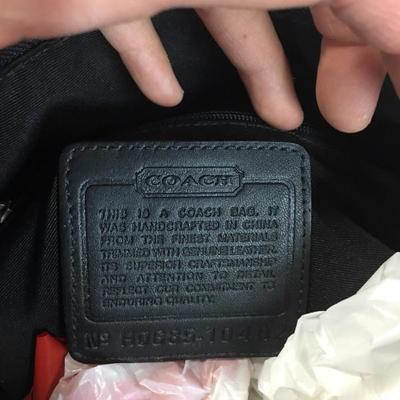 COACH
THIS IS A COACH BAG. IT
WAS HANDCRAFTED IN CHINA
FROM THE FINEST MATERIALS
TRIMMED WITH GENUINE LEATHER.
ITS SUPERIOR CRAFTSMANSHIP
AND ATTENTION TO DETAIL
REFLECT OUR COMMITMENT TO
ENDURING QUALITY.
Nº